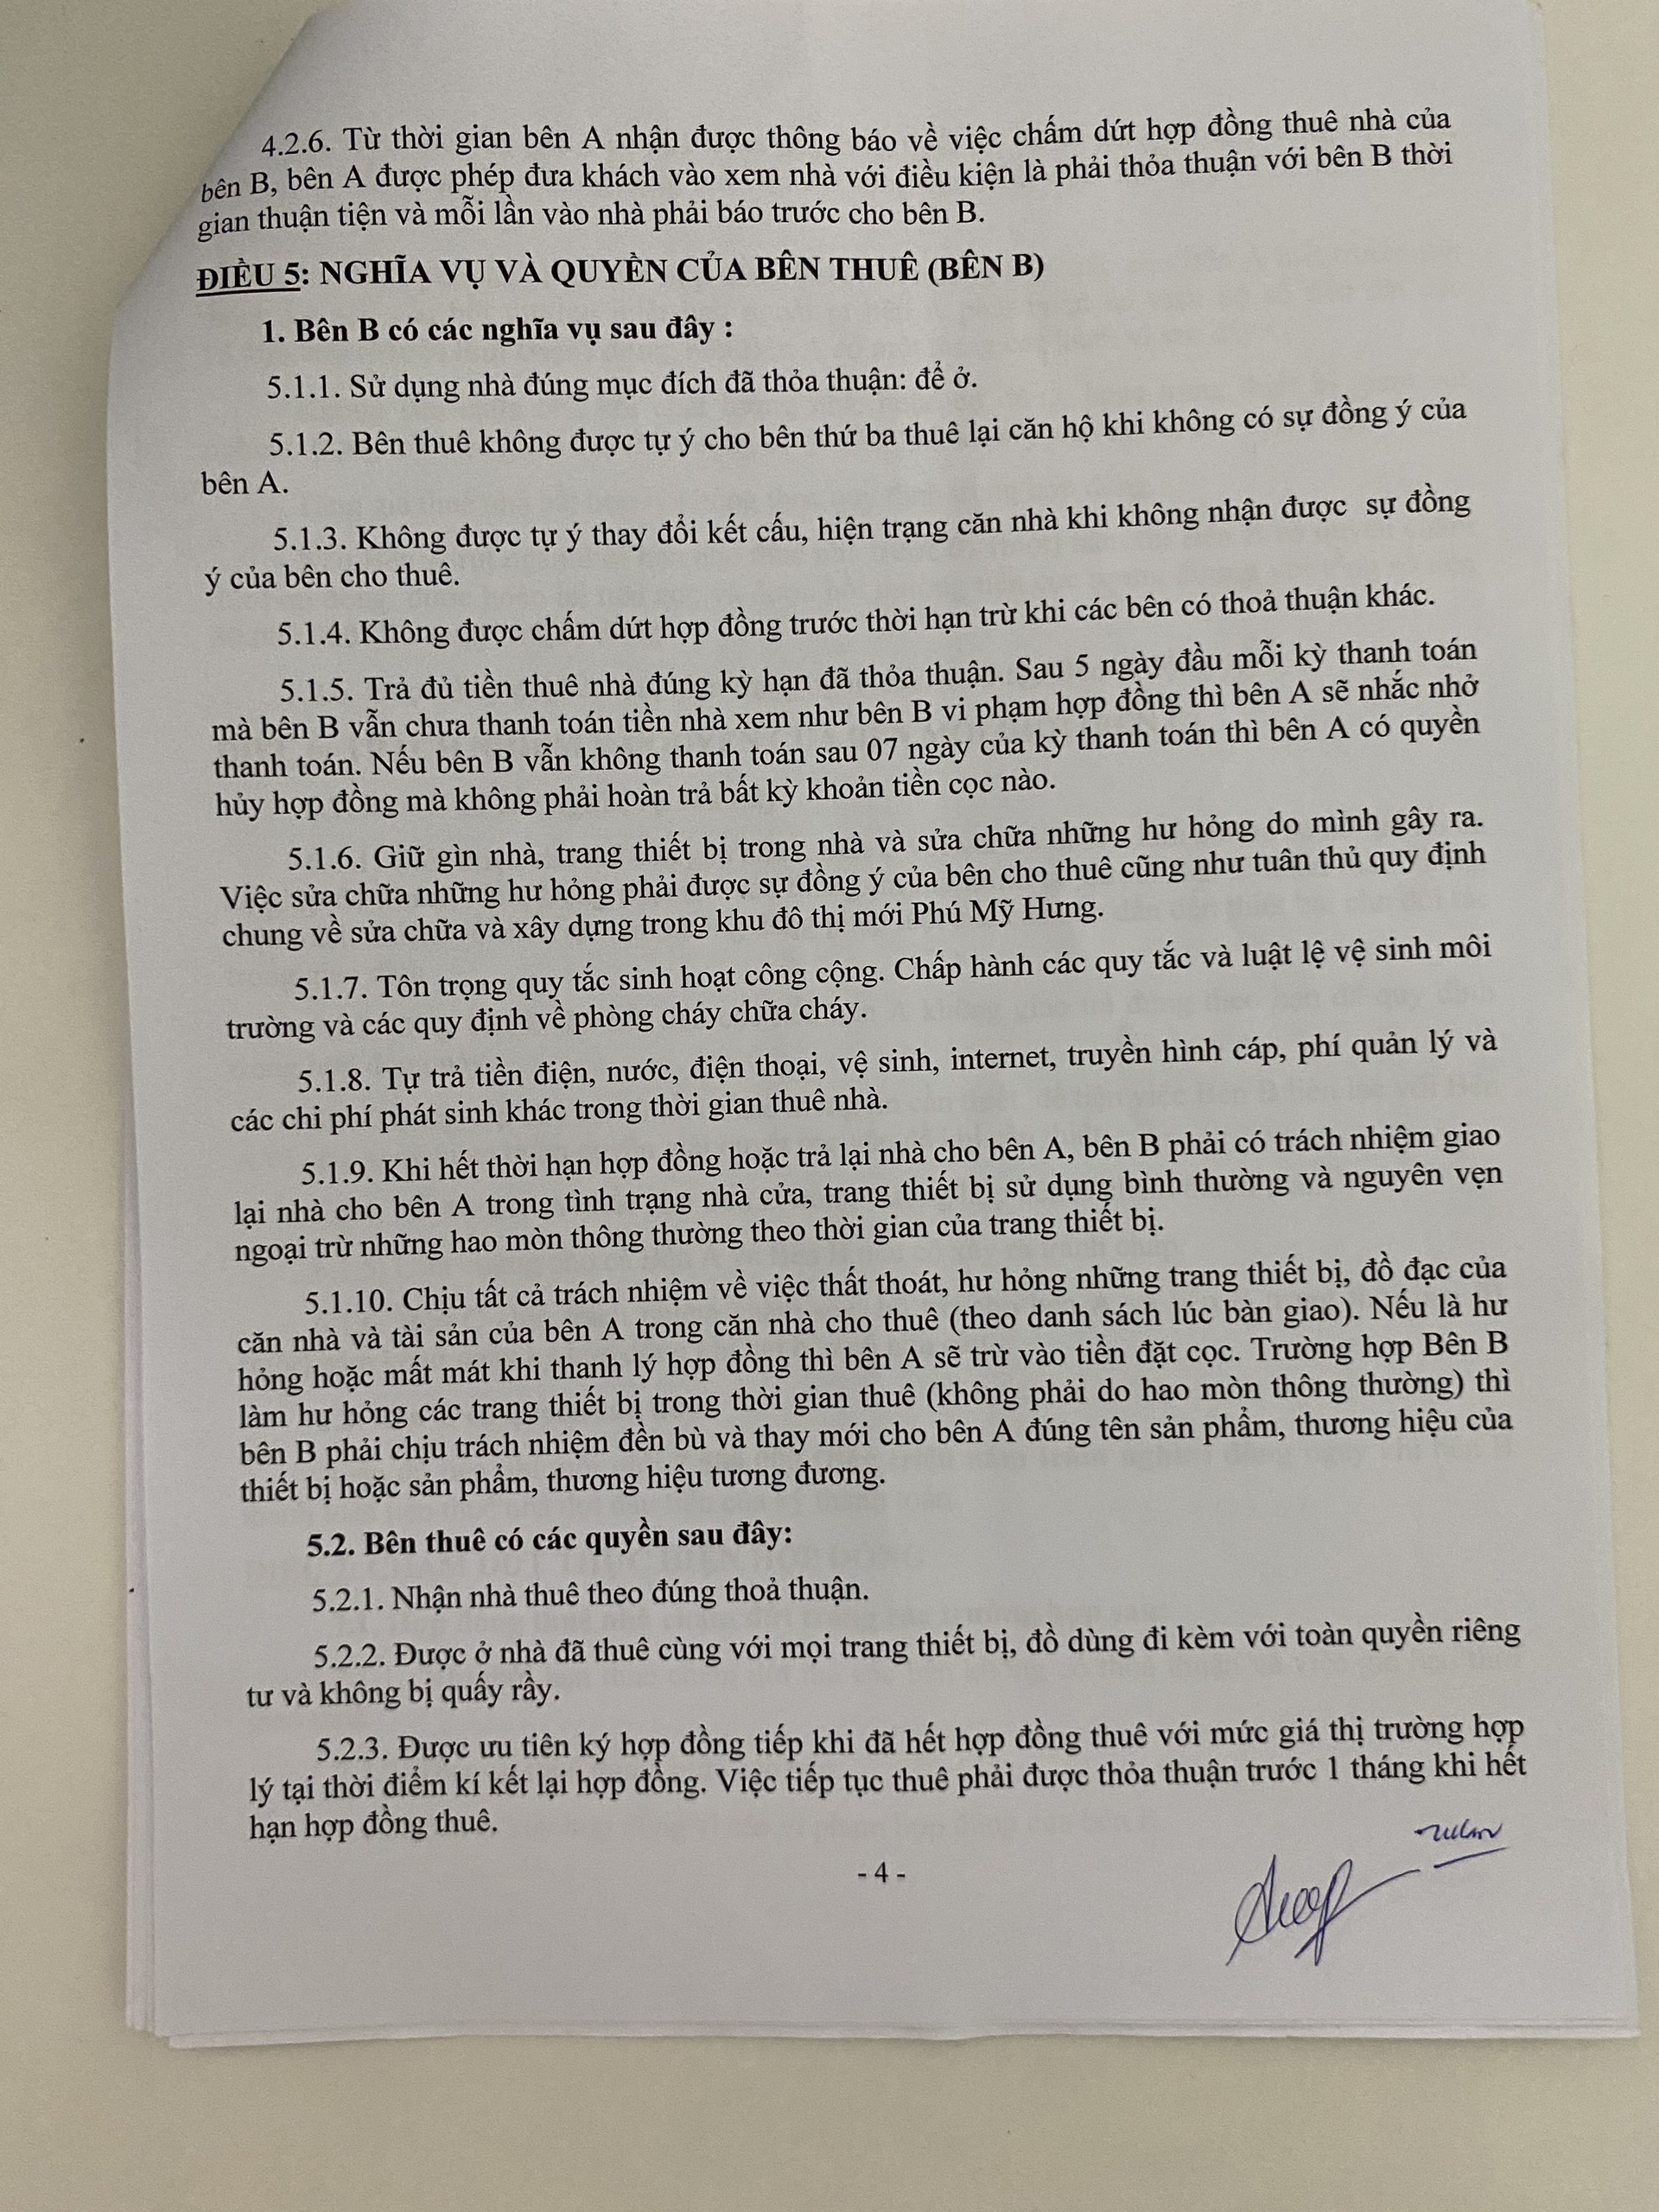 4.2.6. Từ thời gian bên A nhận được thông báo về việc chấm dứt hợp đồng thuê nhà của
bên B, bên A được phép đưa khách vào xem nhà với điều kiện là phải thỏa thuận với bên B thời
gian thuận tiện và mỗi lần vào nhà phải báo trước cho bên B.
ĐIỀU 5: NGHĨA VỤ VÀ QUYỀN CỦA BÊN THUÊ (BÊN B)
1. Bên B có các nghĩa vụ sau đây :
5.1.1. Sử dụng nhà đúng mục đích đã thỏa thuận: để ở.
5.1.2. Bên thuê không được tự ý cho bên thứ ba thuê lại căn hộ khi không có sự đồng ý của
bên A.
5.1.3. Không được tự ý thay đổi kết cấu, hiện trạng căn nhà khi không nhận được sự đồng
ý của bên cho thuê.
5.1.4. Không được chấm dứt hợp đồng trước thời hạn trừ khi các bên có thoả thuận khác.
5.1.5. Trả đủ tiền thuê nhà đúng kỳ hạn đã thỏa thuận. Sau 5 ngày đầu mỗi kỳ thanh toán
mà bên B vẫn chưa thanh toán tiền nhà xem như bên B vi phạm hợp đồng thì bên A sẽ nhắc nhở
thanh toán. Nếu bên B vẫn không thanh toán sau 07 ngày của kỳ thanh toán thì bên A có quyền
hủy hợp đồng mà không phải hoàn trả bất kỳ khoản tiền cọc nào.
5.1.6. Giữ gìn nhà, trang thiết bị trong nhà và sửa chữa những hư hỏng do mình gây ra.
Việc sửa chữa những hư hỏng phải được sự đồng ý của bên cho thuê cũng như tuân thủ quy định
chung về sửa chữa và xây dựng trong khu đô thị mới Phú Mỹ Hưng.
5.1.7. Tôn trọng quy tắc sinh hoạt công cộng. Chấp hành các quy tắc và luật lệ vệ sinh môi
trường và các quy định về phòng cháy chữa cháy.
5.1.8. Tự trả tiền điện, nước, điện thoại, vệ sinh, internet, truyền hình cáp, phí quản lý và
các chi phí phát sinh khác trong thời gian thuê nhà.
5.1.9. Khi hết thời hạn hợp đồng hoặc trả lại nhà cho bên A, bên B phải có trách nhiệm giao
lại nhà cho bên A trong tình trạng nhà cửa, trang thiết bị sử dụng bình thường và nguyên vẹn
ngoại trừ những hao mòn thông thường theo thời gian của trang thiết bị.
5.1.10. Chịu tất cả trách nhiệm về việc thất thoát, hư hỏng những trang thiết bị, đồ đạc của
căn nhà và tài sản của bên A trong căn nhà cho thuê (theo danh sách lúc bàn giao). Nếu là hư
hỏng hoặc mất mát khi thanh lý hợp đồng thì bên A sẽ trừ vào tiền đặt cọc. Trường hợp Bên B
làm hư hỏng các trang thiết bị trong thời gian thuê (không phải do hao mòn thông thường) thì
bên B phải chịu trách nhiệm đền bù và thay mới cho bên A đúng tên sản phẩm, thương hiệu của
thiết bị hoặc sản phẩm, thương hiệu tương đương.
5.2. Bên thuê có các quyền sau đây:
5.2.1. Nhận nhà thuê theo đúng thoả thuận.
5.2.2. Được ở nhà đã thuê cùng với mọi trang thiết bị, đồ dùng đi kèm với toàn quyền riêng
tư và không bị quấy rầy.
5.2.3. Được ưu tiên ký hợp đồng tiếp khi đã hết hợp đồng thuê với mức giá thị trường hợp
lý tại thời điểm kí kết lại hợp đồng. Việc tiếp tục thuê phải được thỏa thuận trước 1 tháng khi hết
hạn hợp đồng thuê.
- 4 -